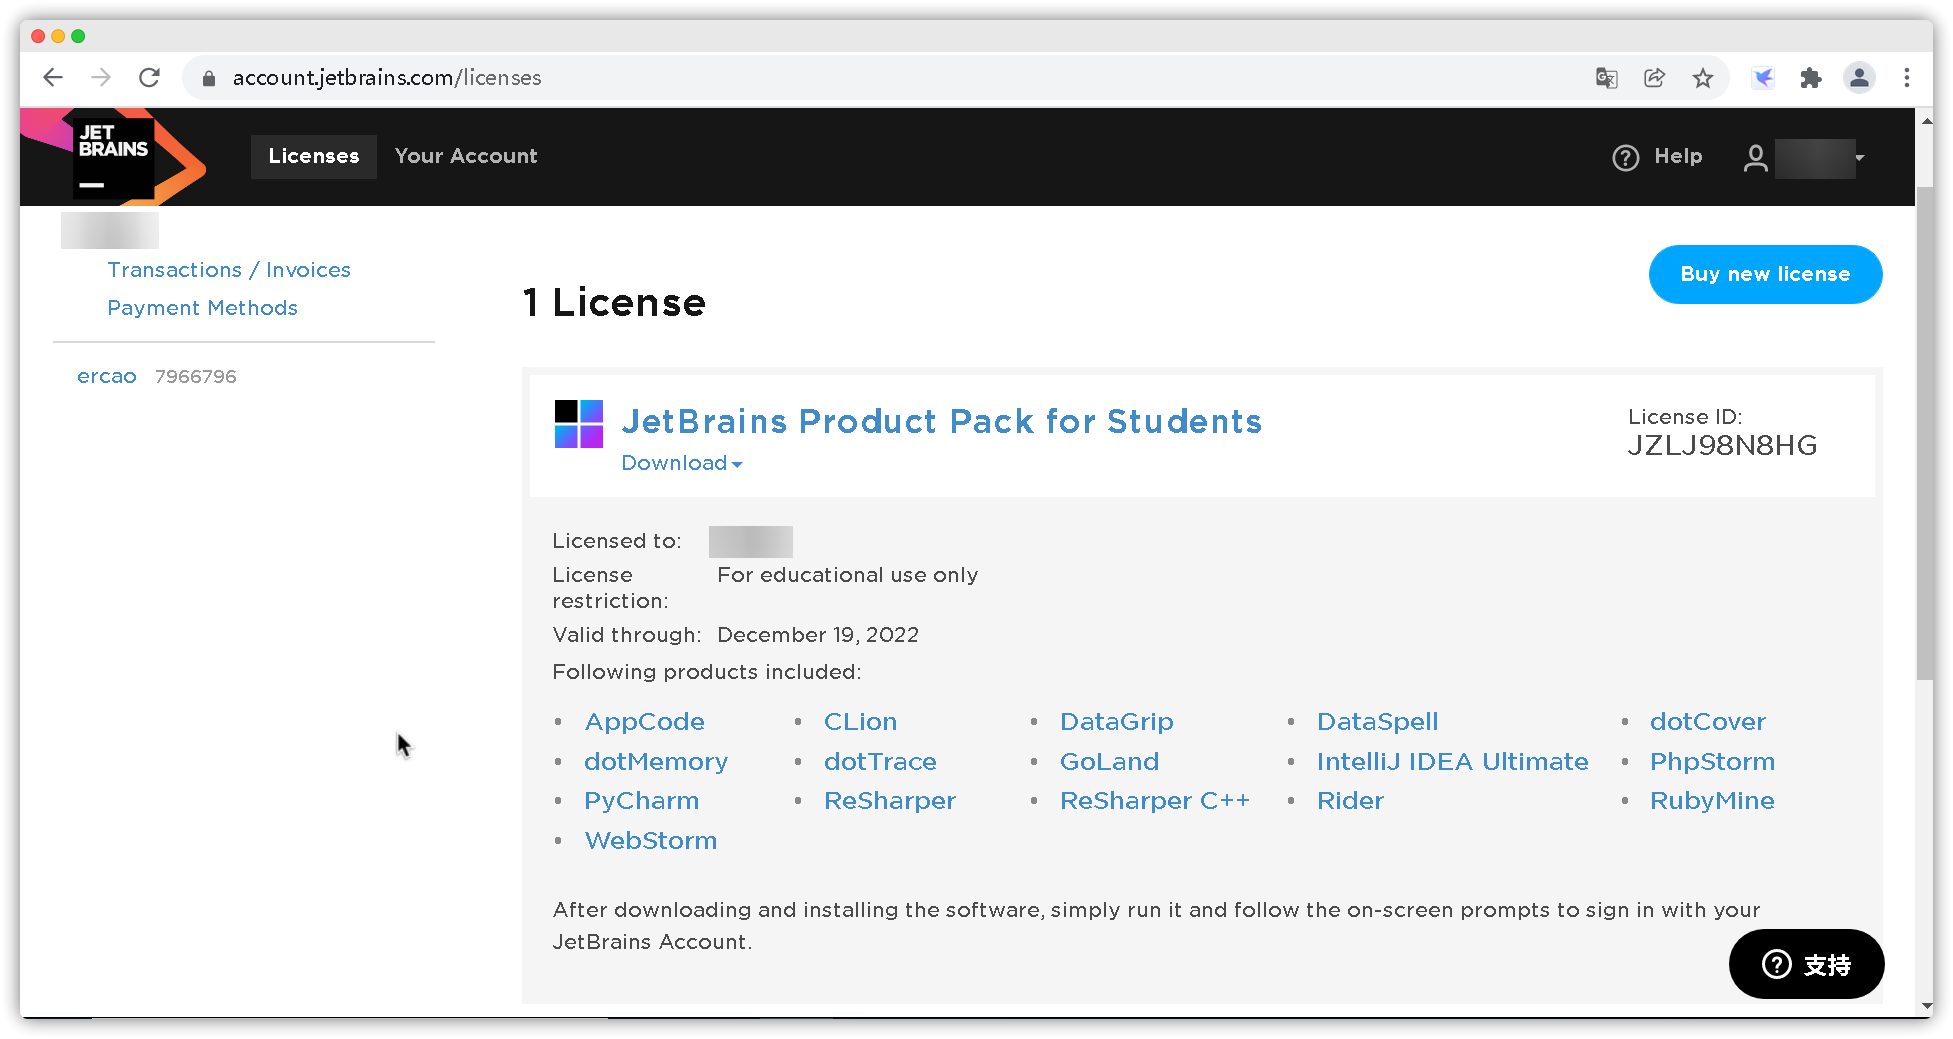 account.jetbrains.com/licenses
JET
BRAINS
Licenses
Your Account
Help
Transactions / Invoices
Payment Methods
ercao 7966796
1 License
Buy new license
JetBrains Product Pack for Students
Download
License ID:
JZLJ98N8HG
Licensed to:
License restriction: For educational use only
Valid through: December 19, 2022
Following products included:
AppCode CLion DataGrip DataSpell dotCover
dotMemory dotTrace GoLand IntelliJ IDEA Ultimate PhpStorm
PyCharm ReSharper ReSharper C++ Rider RubyMine
WebStorm
After downloading and installing the software, simply run it and follow the on-screen prompts to sign in with your
JetBrains Account.
支持